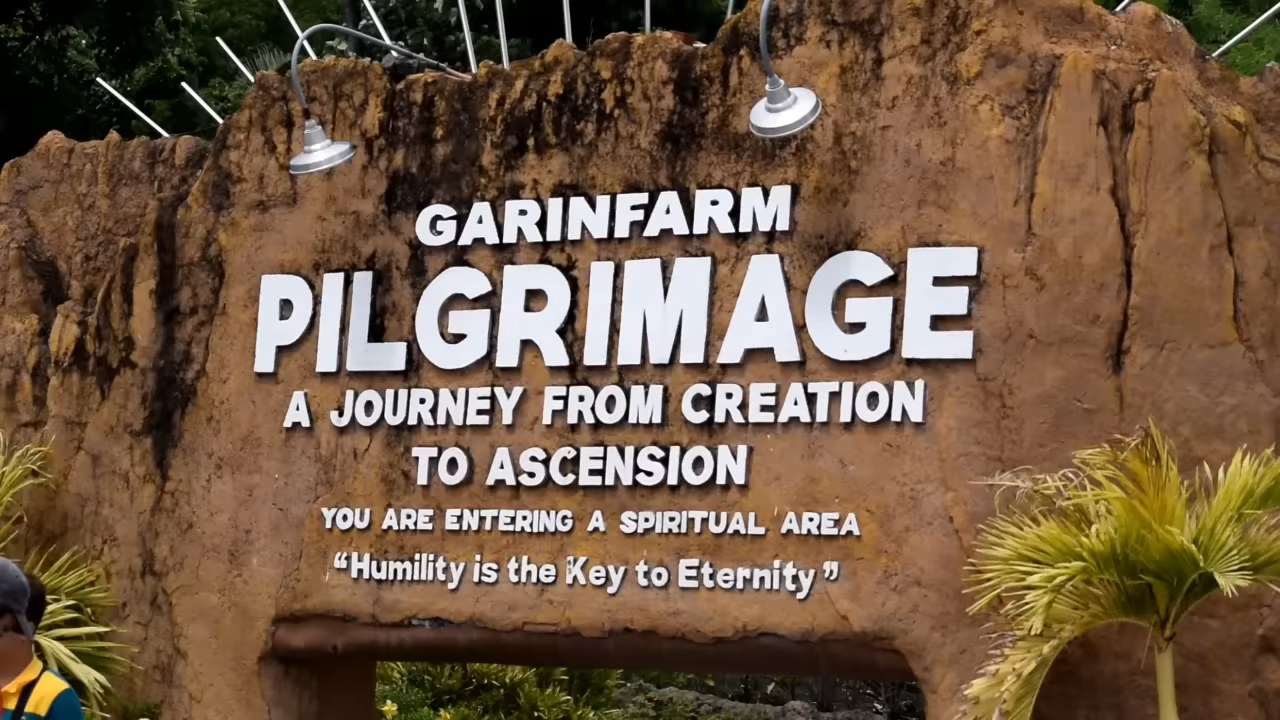 GARINFARM
PILGRIMAGE
A JOURNEY FROM CREATION
TO ASCENSION
YOU ARE ENTERING A SPIRITUAL AREA
“Humility is the Key to Eternity”